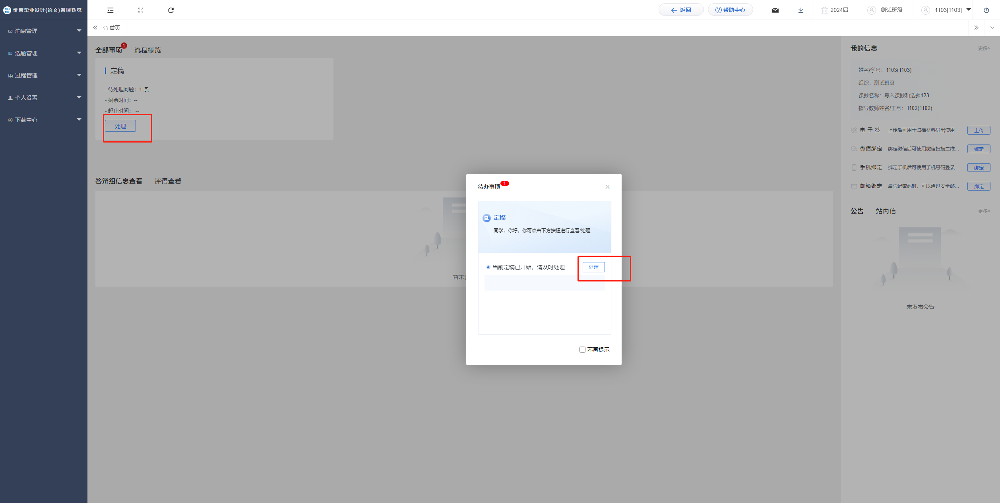 VG
MS
维普毕业设计(论文)管理系统
返回
帮助中心
2024届
测试班级
1103[1103]
首页
消息管理
选题管理
过程管理
个人设置
下载中心
全部事项
1
流程概览
定稿
- 待处理问题：1 条
- 剩余时间：--
- 起止时间： --
处理
答辩组信息查看
评语查看
暂未
待办事项
1
定稿
同学，你好，你可点击下方按钮进行查看/处理
当前定稿已开始，请及时处理
处理
不再提示
我的信息
更多>
姓名/学号：1103(1103)
组织：测试班级
课题名称：导入课题和选题123
指导教师姓名/工号：1102(1102)
电 子 签
上传后可用于归档材料导出使用
上传
微信绑定
绑定微信后可使用微信扫描二维...
绑定
手机绑定
绑定手机后可使用手机号码登录...
绑定
邮箱绑定
当忘记密码时，可以通过安全邮...
绑定
公告
站内信
更多>
未发布公告